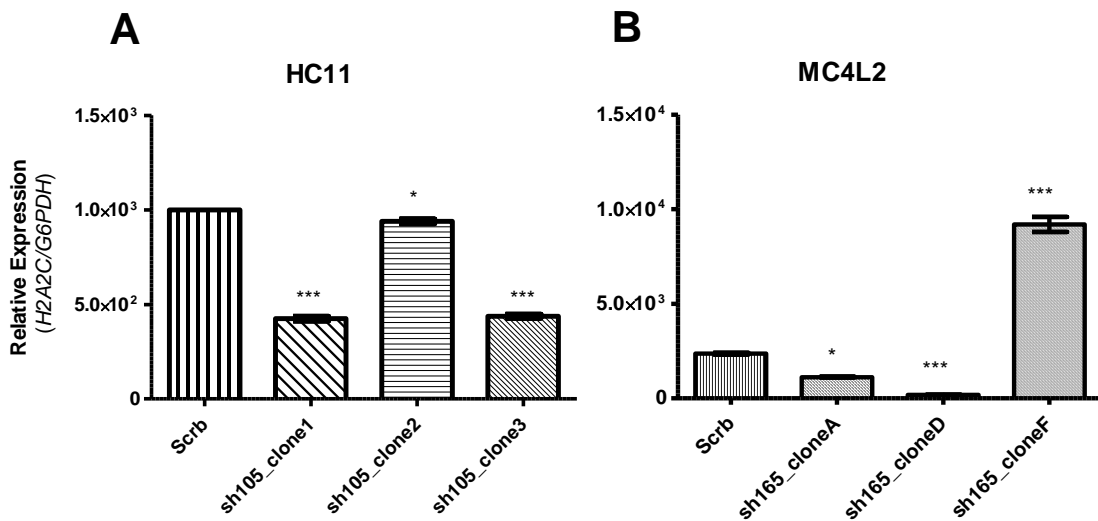 A
HC11
Relative Expression
(H2A2C/G6PDH)
1.5×10³
1.0×10³
5.0×10²
0
***
*
***
Scrb
sh105_clone1
sh105_clone2
sh105_clone3
B
MC4L2
1.5×10⁴
1.0×10⁴
5.0×10³
0
*
***
***
Scrb
sh165_cloneA
sh165_cloneD
sh165_cloneF